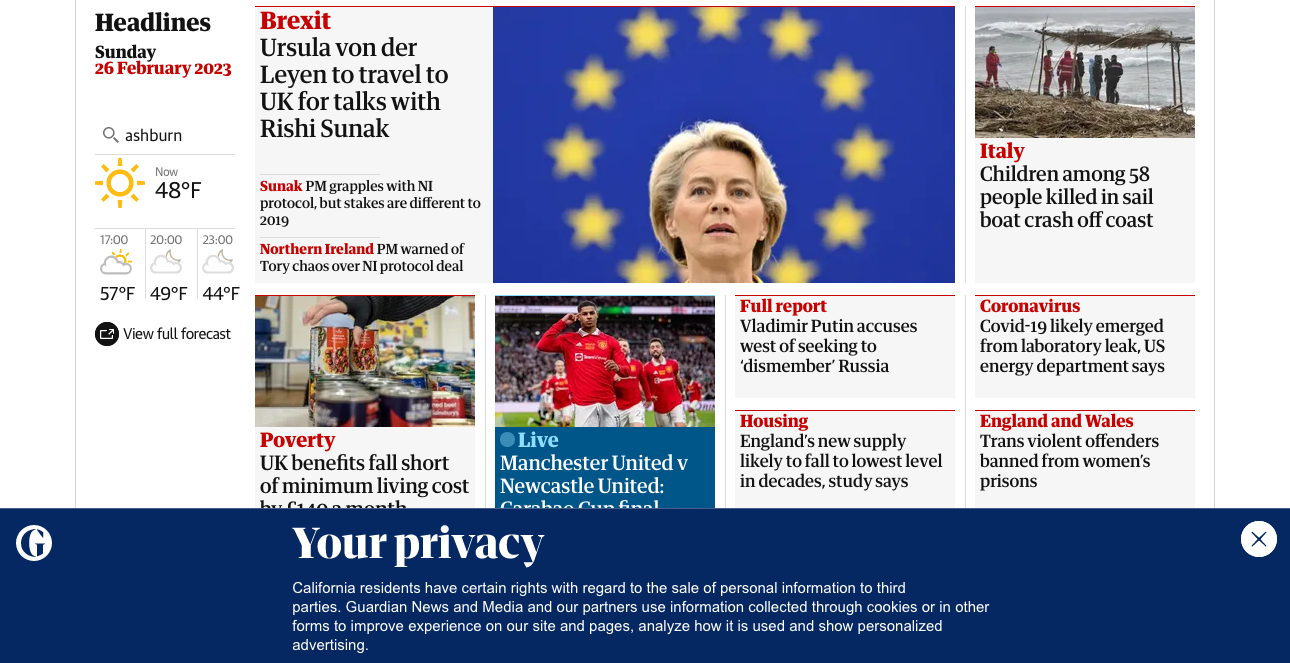 Headlines
Sunday
26 February 2023
ashburn
Now
48°F
17:00
20:00
23:00
57°F
49°F
44°F
View full forecast
Brexit
Ursula von der
Leyen to travel to
UK for talks with
Rishi Sunak
Sunak PM grapples with NI
protocol, but stakes are different to
2019
Northern Ireland PM warned of
Tory chaos over NI protocol deal
Italy
Children among 58
people killed in sail
boat crash off coast
Poverty
UK benefits fall short
of minimum living cost
by £140 a month
Live
Manchester United v
Newcastle United:
Carabao Cup final
Full report
Vladimir Putin accuses
west of seeking to
‘dismember’ Russia
Coronavirus
Covid-19 likely emerged
from laboratory leak, US
energy department says
Housing
England’s new supply
likely to fall to lowest level
in decades, study says
England and Wales
Trans violent offenders
banned from women’s
prisons
G
Your privacy
California residents have certain rights with regard to the sale of personal information to third
parties. Guardian News and Media and our partners use information collected through cookies or in other
forms to improve experience on our site and pages, analyze how it is used and show personalized
advertising.